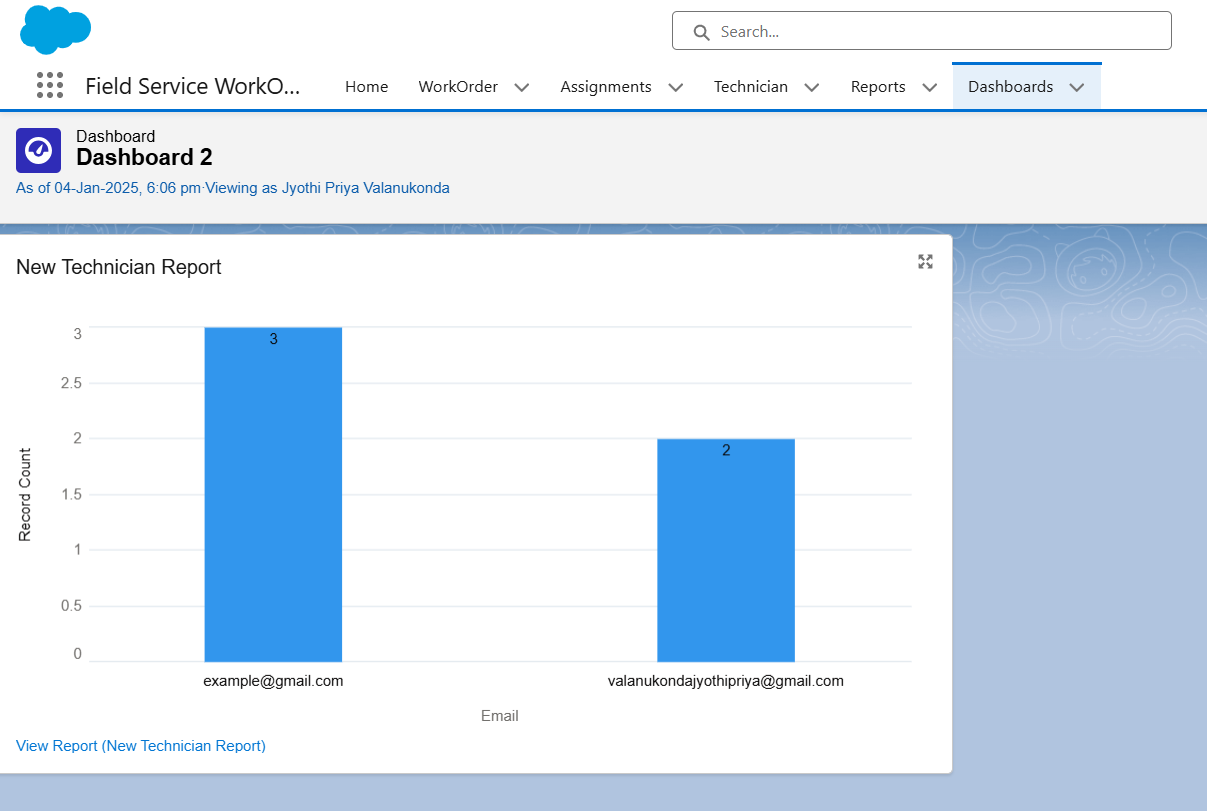 Search...
Field Service WorkO...
Home
WorkOrder
Assignments
Technician
Reports
Dashboards
Dashboard
Dashboard 2
As of 04-Jan-2025, 6:06 pm·Viewing as Jyothi Priya Valanukonda
New Technician Report
3
2.5
2
1.5
1
0.5
0
Record Count
3
2
example@gmail.com
valanukondajyothipriya@gmail.com
Email
View Report (New Technician Report)